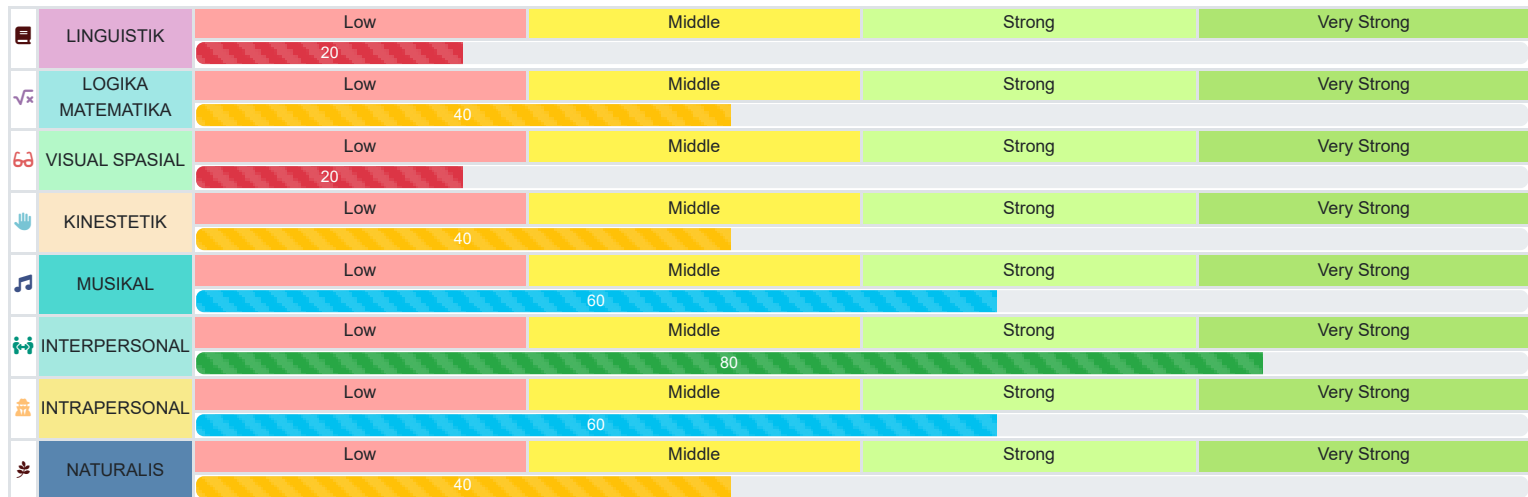 LINGUISTIK
Low Middle Strong Very Strong
20
LOGIKA MATEMATIKA
Low Middle Strong Very Strong
40
VISUAL SPASIAL
Low Middle Strong Very Strong
20
KINESTETIK
Low Middle Strong Very Strong
40
MUSIKAL
Low Middle Strong Very Strong
60
INTERPERSONAL
Low Middle Strong Very Strong
80
INTRAPERSONAL
Low Middle Strong Very Strong
60
NATURALIS
Low Middle Strong Very Strong
40